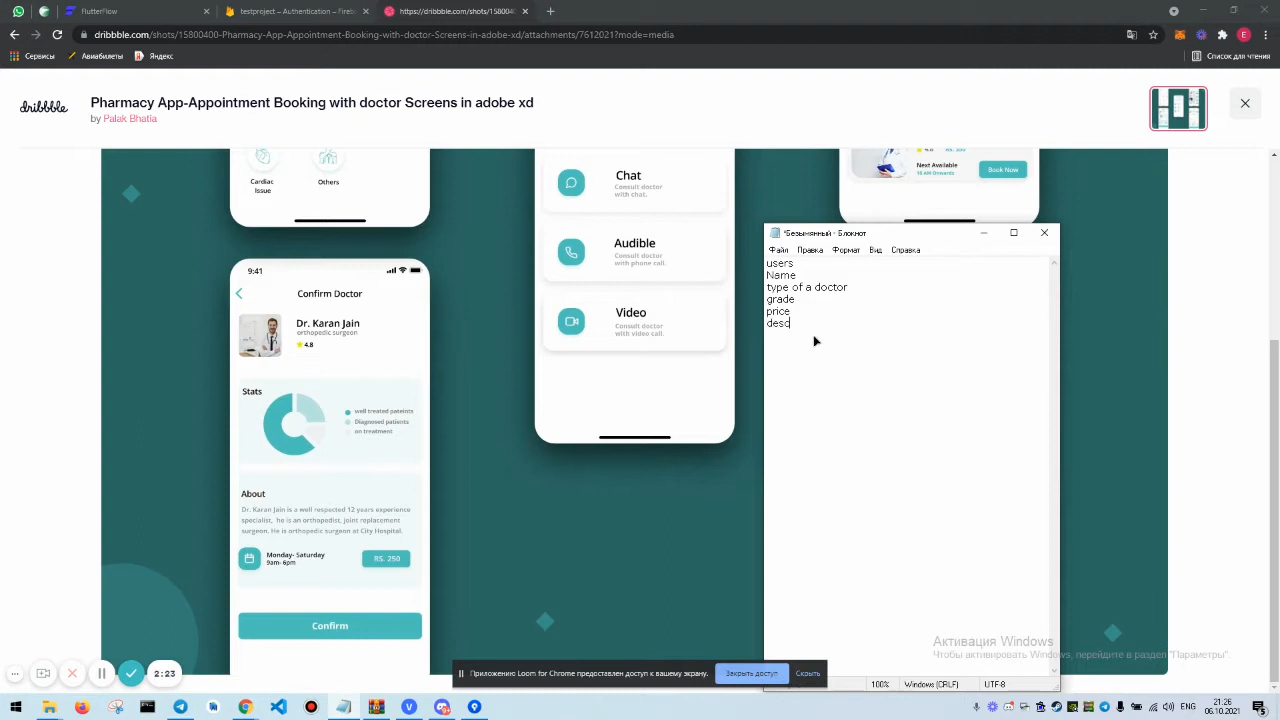 FlutterFlow
testproject – Authentication – Fireb
https://dribbble.com/shots/158004
dribbble.com/shots/15800400-Pharmacy-App-Appointment-Booking-with-doctor-Screens-in-adobe-xd/attachments/7612021?mode=media
E
Сервисы
Авиабилеты
Яндекс
Список для чтения
dribbble
Pharmacy App-Appointment Booking with doctor Screens in adobe xd
by Palak Bhatia
Cardiac
Issue
Others
Chat
Consult doctor
with chat.
Audible
Consult doctor
with phone call.
Video
Consult doctor
with video call.
Next Available
10 AM Onwards
Book Now
9:41
Confirm Doctor
Dr. Karan Jain
orthopedic surgeon
4.8
Stats
well treated pateints
Diagnosed patients
on treatment
About
Dr. Karan Jain is a well respected 12 years experience
specialist, he is an orthopedist, joint replacement
surgeon. He is orthopedic surgeon at City Hospital.
Monday- Saturday
9am- 6pm
RS. 250
Confirm
*Безымянный - Блокнот
Файл Правка Формат Вид Справка
users
Name
type of a doctor
grade
price
desc
100% Windows (CRLF) UTF-8
Активация Windows
Чтобы активировать Windows, перейдите в раздел "Параметры".
2:23
Приложению Loom for Chrome предоставлен доступ к вашему экрану.
Закрыть доступ
Скрыть
ENG
21:26
06.10.2021